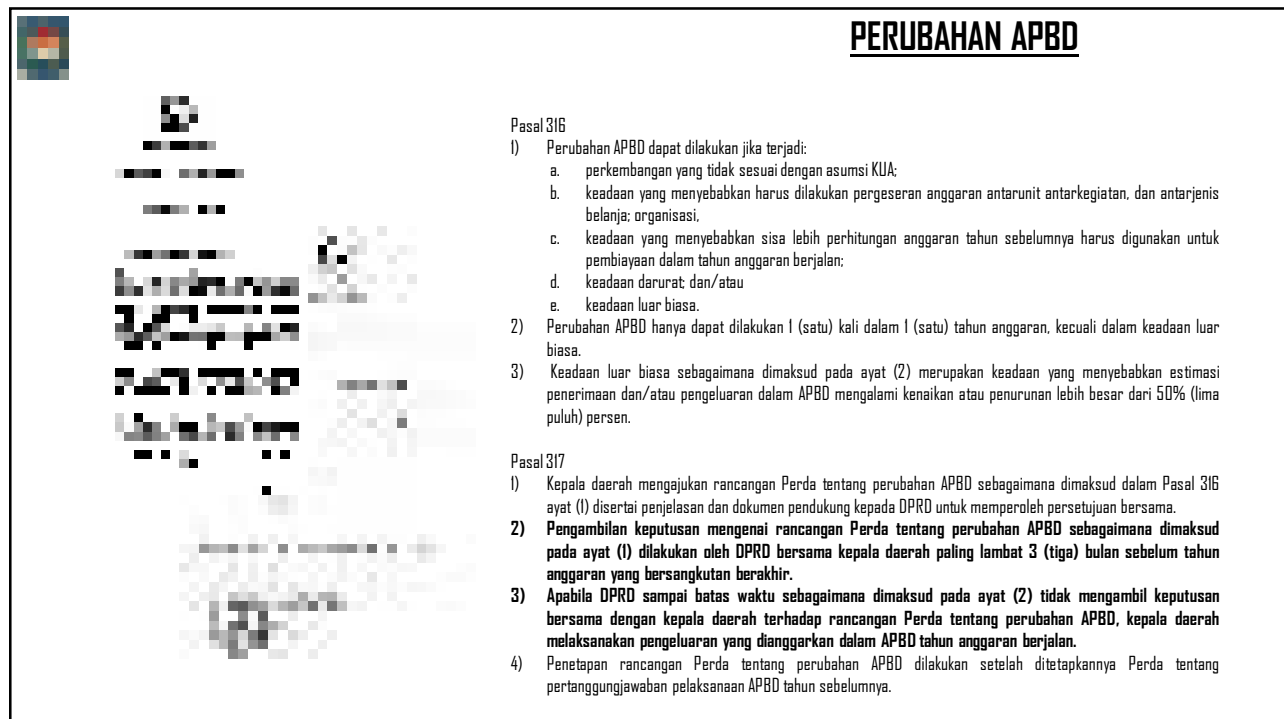 PERUBAHAN APBD
Pasal 316
1) Perubahan APBD dapat dilakukan jika terjadi:
a. perkembangan yang tidak sesuai dengan asumsi KUA;
b. keadaan yang menyebabkan harus dilakukan pergeseran anggaran antarunit antarkegiatan, dan antarjenis
belanja; organisasi,
c. keadaan yang menyebabkan sisa lebih perhitungan anggaran tahun sebelumnya harus digunakan untuk
pembiayaan dalam tahun anggaran berjalan;
d. keadaan darurat; dan/atau
e. keadaan luar biasa.
2) Perubahan APBD hanya dapat dilakukan 1 (satu) kali dalam 1 (satu) tahun anggaran, kecuali dalam keadaan luar
biasa.
3) Keadaan luar biasa sebagaimana dimaksud pada ayat (2) merupakan keadaan yang menyebabkan estimasi
penerimaan dan/atau pengeluaran dalam APBD mengalami kenaikan atau penurunan lebih besar dari 50% (lima
puluh) persen.
Pasal 317
1) Kepala daerah mengajukan rancangan Perda tentang perubahan APBD sebagaimana dimaksud dalam Pasal 316
ayat (1) disertai penjelasan dan dokumen pendukung kepada DPRD untuk memperoleh persetujuan bersama.
2) Pengambilan keputusan mengenai rancangan Perda tentang perubahan APBD sebagaimana dimaksud
pada ayat (1) dilakukan oleh DPRD bersama kepala daerah paling lambat 3 (tiga) bulan sebelum tahun
anggaran yang bersangkutan berakhir.
3) Apabila DPRD sampai batas waktu sebagaimana dimaksud pada ayat (2) tidak mengambil keputusan
bersama dengan kepala daerah terhadap rancangan Perda tentang perubahan APBD, kepala daerah
melaksanakan pengeluaran yang dianggarkan dalam APBD tahun anggaran berjalan.
4) Penetapan rancangan Perda tentang perubahan APBD dilakukan setelah ditetapkannya Perda tentang
pertanggungjawaban pelaksanaan APBD tahun sebelumnya.